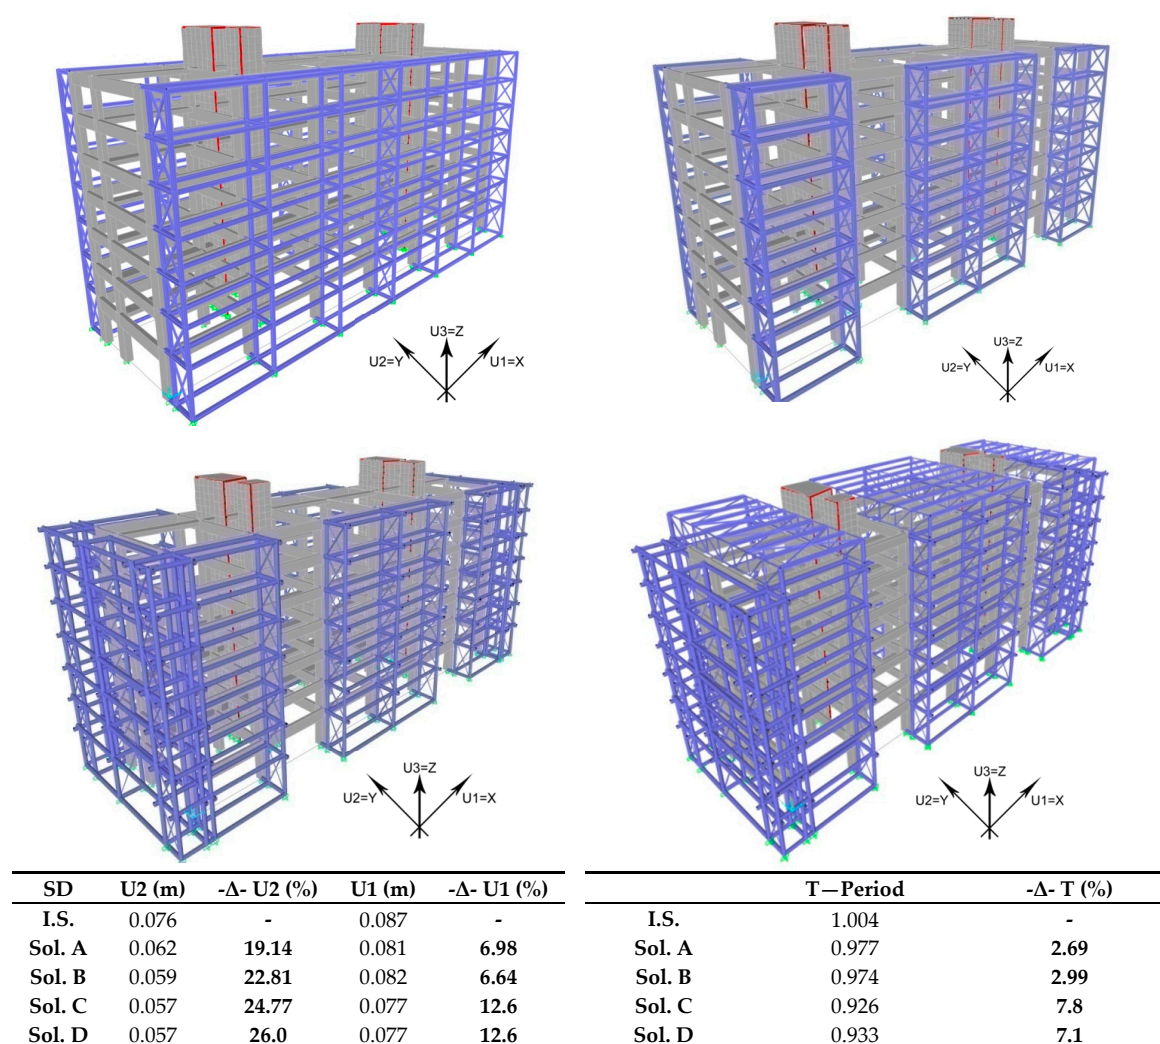 U3=Z
U2=Y U1=X
U3=Z
U2=Y U1=X
U3=Z
U2=Y U1=X
U3=Z
U2=Y U1=X
SD U2 (m) -Δ- U2 (%) U1 (m) -Δ- U1 (%)
I.S. 0.076 - 0.087 -
Sol. A 0.062 19.14 0.081 6.98
Sol. B 0.059 22.81 0.082 6.64
Sol. C 0.057 24.77 0.077 12.6
Sol. D 0.057 26.0 0.077 12.6
T—Period -Δ- T (%)
I.S. 1.004 -
Sol. A 0.977 2.69
Sol. B 0.974 2.99
Sol. C 0.926 7.8
Sol. D 0.933 7.1